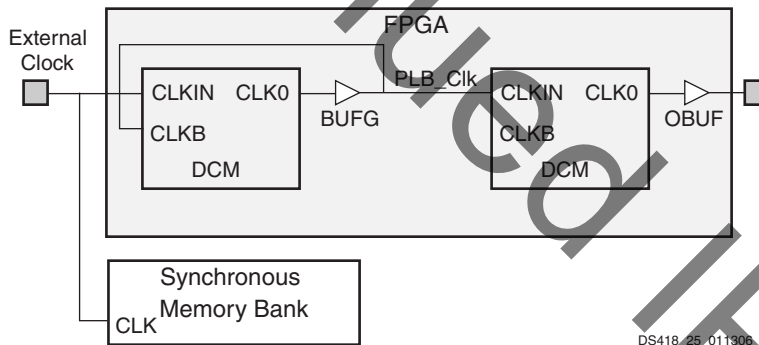 FPGA
External
Clock
PLB_Clk
CLKIN CLK0
BUFG
CLKB
DCM
CLKIN CLK0
OBUF
CLKB
DCM
Synchronous
Memory Bank
CLK
DS418_25_011306